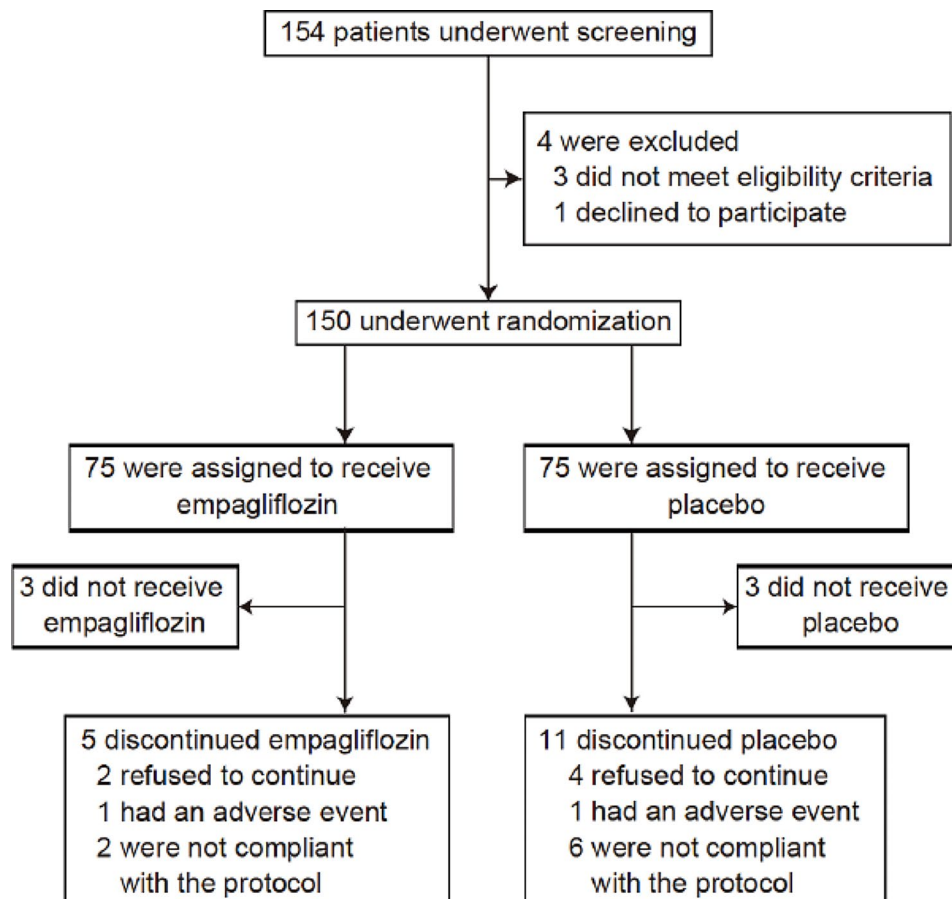 154 patients underwent screening
4 were excluded
3 did not meet eligibility criteria
1 declined to participate
150 underwent randomization
75 were assigned to receive
empagliflozin
75 were assigned to receive
placebo
3 did not receive
empagliflozin
3 did not receive
placebo
5 discontinued empagliflozin
2 refused to continue
1 had an adverse event
2 were not compliant
with the protocol
11 discontinued placebo
4 refused to continue
1 had an adverse event
6 were not compliant
with the protocol